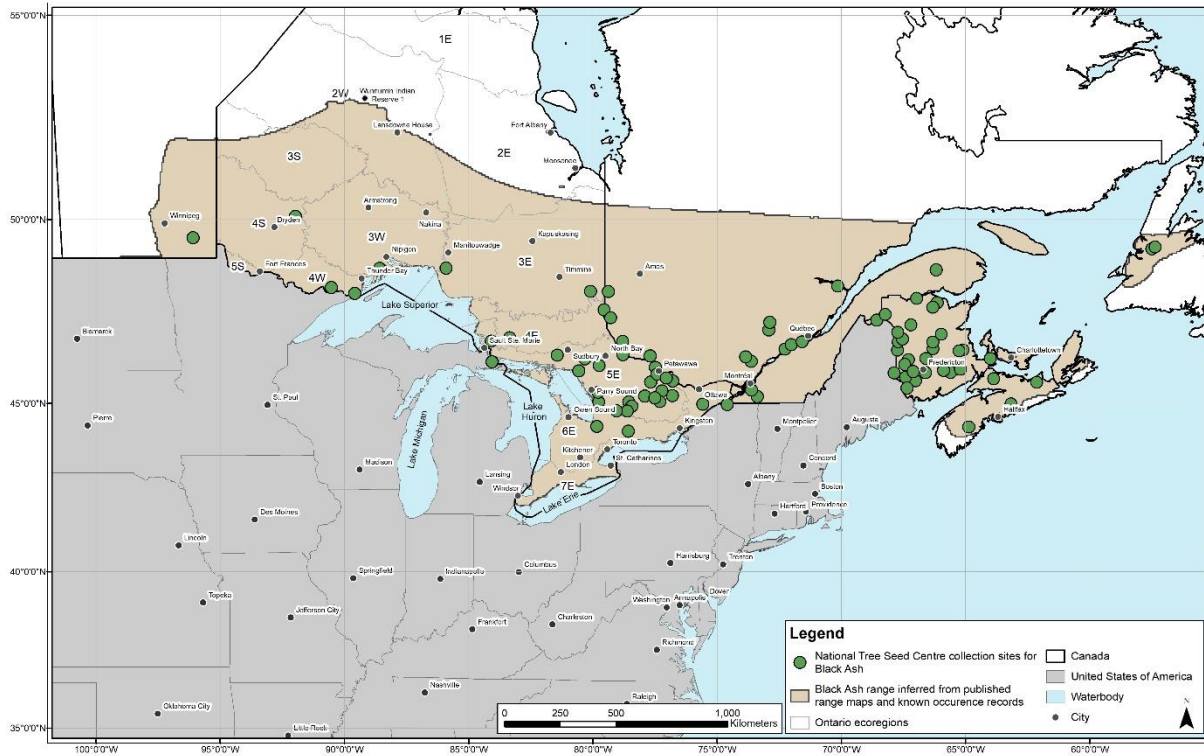 55°0'0"N
1E
2W
Wunnumin Indian
Reserve 1
Lansdowne House
Fort Albany
2E
Moosonee
3S
50°0'0"N
Winnipeg
4S
Dryden
Armstrong
Nakina
3W
Nipigon
Manitouwadge
Kapuskasing
3E
Timmins
Amos
5S
Fort Frances
4W
Thunder Bay
Lake Superior
Bismarck
Sault Ste. Marie
4E
Sudbury
North Bay
Petawawa
Québec
Fredericton
Charlottetown
Montréal
5E
Parry Sound
Ottawa
St. Paul
45°0'0"N
Pierre
Lake Michigan
Lake
Huron
Owen Sound
6E
Kingston
Montpelier
Augusta
Halifax
Toronto
Kitchener
St. Catharines
London
7E
Madison
Lansing
Windsor
Lake Erie
Concord
Albany
Boston
Hartford
Providence
Des Moines
Lincoln
40°0'0"N
Topeka
Springfield
Indianapolis
Columbus
Harrisburg
Trenton
Dover
Washington
Annapolis
Jefferson City
Frankfort
Charleston
Richmond
Nashville
Raleigh
Oklahoma City
Little Rock
35°0'0"N
0 250 500 1,000
Kilometers
Legend
National Tree Seed Centre collection sites for
Black Ash
Black Ash range inferred from published
range maps and known occurence records
Ontario ecoregions
Canada
United States of America
Waterbody
City
N
100°0'0"W 95°0'0"W 90°0'0"W 85°0'0"W 80°0'0"W 75°0'0"W 70°0'0"W 65°0'0"W 60°0'0"W